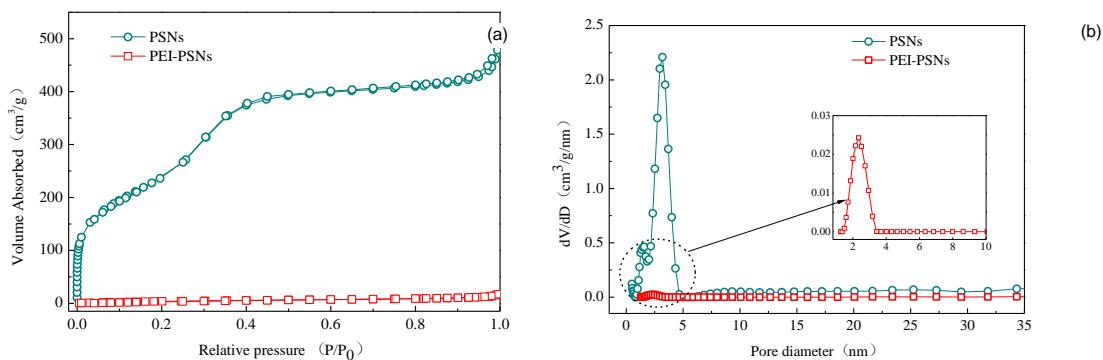 (a)
PSNs
PEI-PSNs
500
400
300
200
100
0
0.0 0.2 0.4 0.6 0.8 1.0
Volume Absorbed（cm³/g）
Relative pressure （P/P₀）
(b)
PSNs
PEI-PSNs
2.5
2.0
1.5
1.0
0.5
0.0
0 5 10 15 20 25 30 35
dV/dD（cm³/g/nm）
Pore diameter（nm）
0.03
0.02
0.01
0.00
2 4 6 8 10